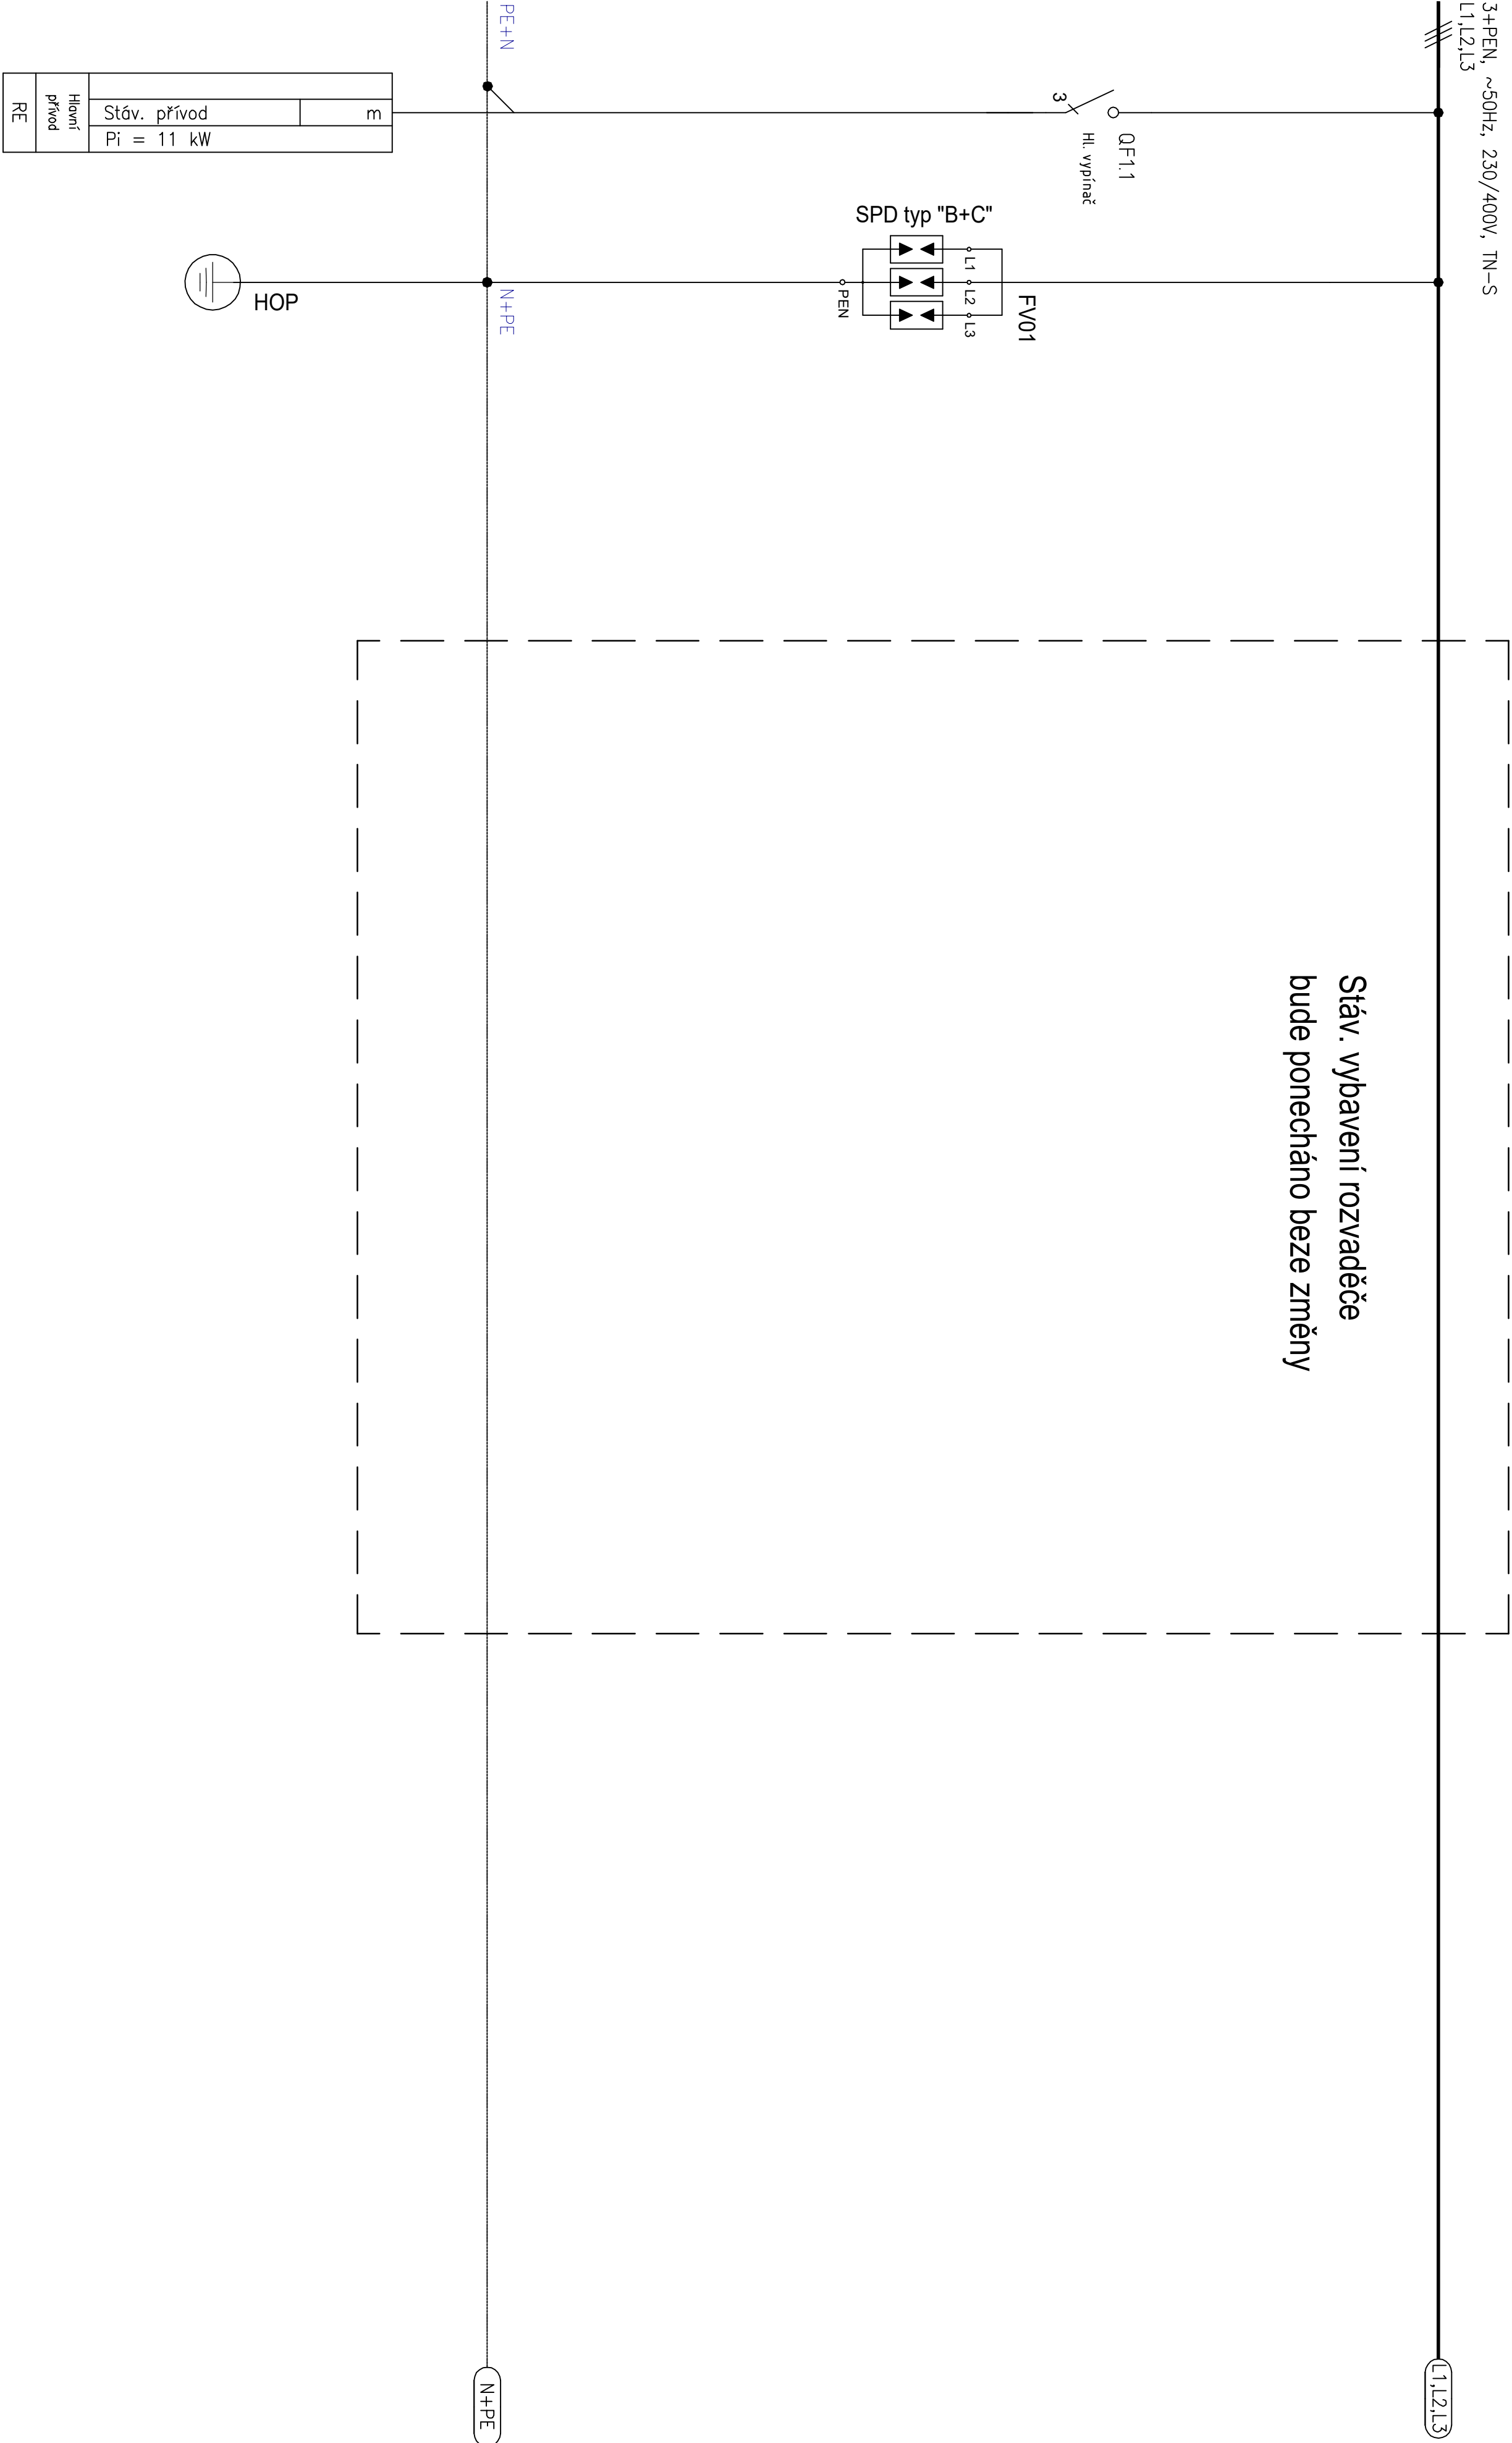 3+PEN, ~50Hz, 230/400V, TN-S
L1,L2,L3
QF1.1
Hl. vypínač
3
FV01
SPD typ "B+C"
L1
L2
L3
PEN
Stáv. vybavení rozvaděče
bude ponecháno beze změny
PE+N
N+PE
HOP
Stáv. přívod
m
Pi = 11 kW
Hlavní
přívod
RE
L1,L2,L3
N+PE